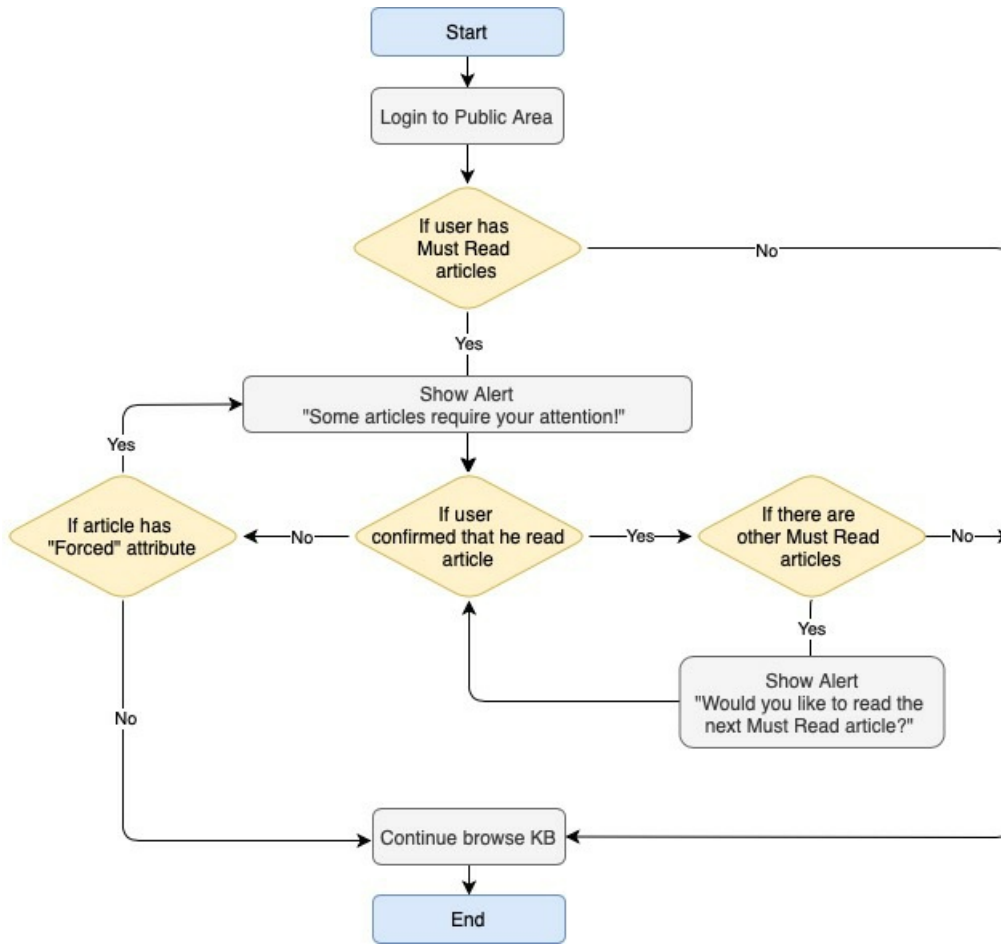 Start
Login to Public Area
If user has
Must Read
articles
No
Yes
Show Alert
"Some articles require your attention!"
Yes
If article has
"Forced" attribute
No
If user
confirmed that he read
article
Yes
If there are
other Must Read
articles
No
Yes
Show Alert
"Would you like to read the
next Must Read article?"
No
Continue browse KB
End